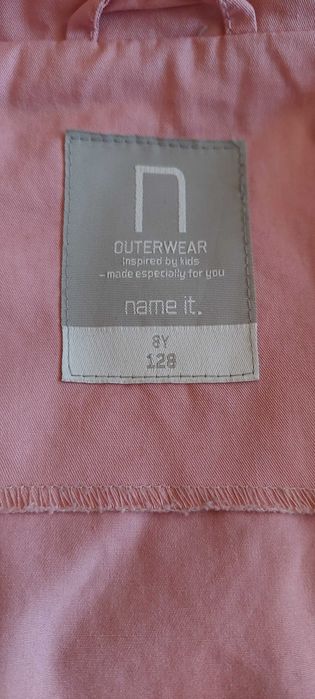 n
OUTERWEAR
inspired by kids
-made especially for you
name it.
8Y
128